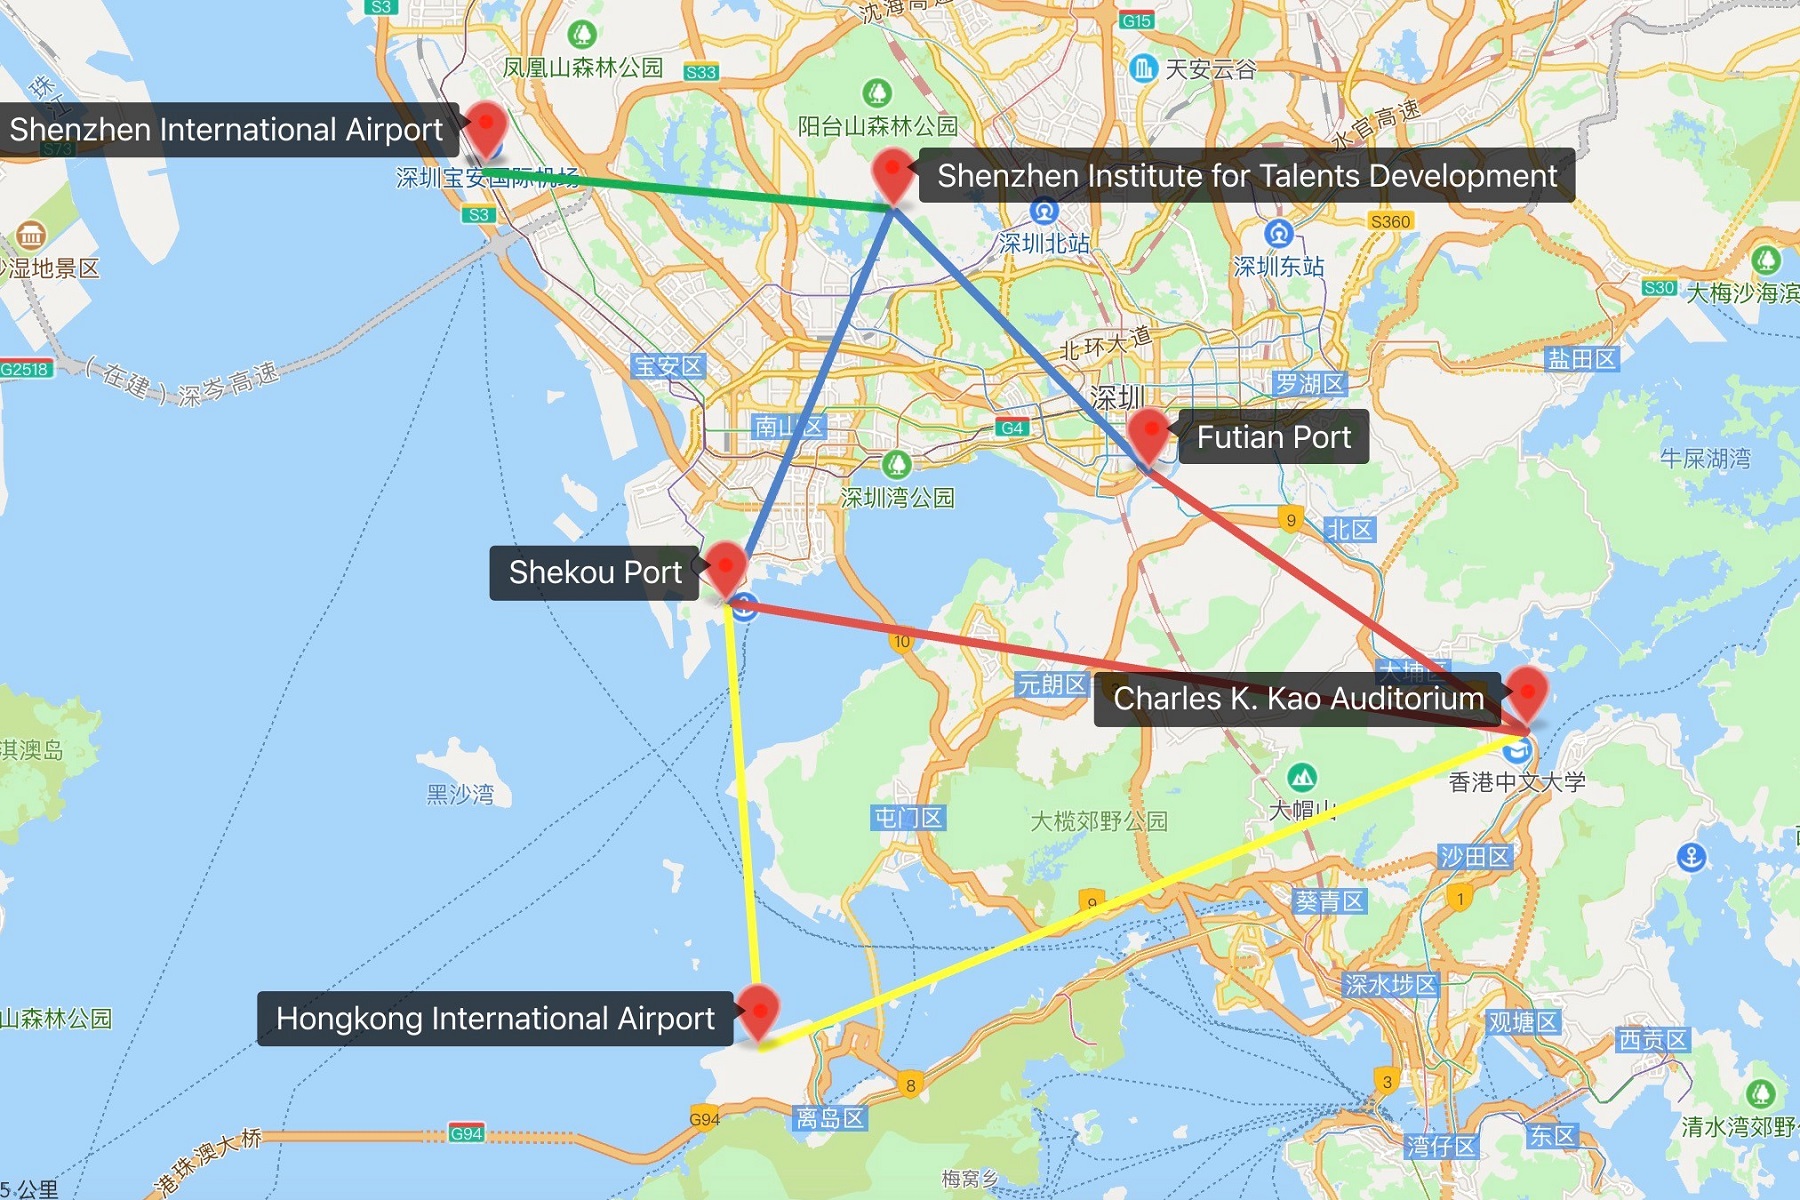 S3
沈海高速
G15
凤凰山森林公园
S33
天安云谷
珠江
阳台山森林公园
水官高速
Shenzhen International Airport
S73
深圳宝安国际机场
Shenzhen Institute for Talents Development
S3
深圳北站
S360
深圳东站
沙湿地景区
S30
大梅沙海滨
G2518
（在建）深岑高速
北环大道
宝安区
盐田区
深圳
罗湖区
南山区
G4
Futian Port
牛屎湖湾
深圳湾公园
9
北区
Shekou Port
10
元朗区
大埔区
Charles K. Kao Auditorium
淇澳岛
黑沙湾
大帽山
香港中文大学
屯门区
大榄郊野公园
沙田区
9
葵青区
1
深水埗区
Hongkong International Airport
山森林公园
观塘区
西贡区
8
3
G94
离岛区
G94
港珠澳大桥
清水湾郊野
湾仔区
东区
梅窝乡
5 公里